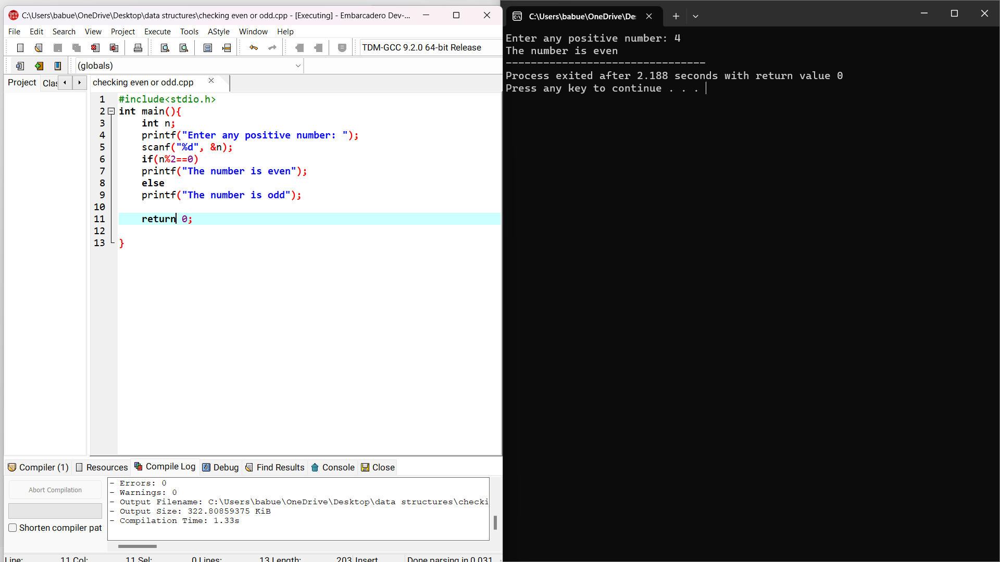 C:\Users\babue\OneDrive\Desktop\data structures\checking even or odd.cpp - [Executing] - Embarcadero Dev-...
File Edit Search View Project Execute Tools AStyle Window Help
TDM-GCC 9.2.0 64-bit Release
(globals)
Project Clas
checking even or odd.cpp
1 #include<stdio.h>
2 int main(){
3     int n;
4     printf("Enter any positive number: ");
5     scanf("%d", &n);
6     if(n%2==0)
7     printf("The number is even");
8     else
9     printf("The number is odd");
10
11     return 0;
12
13 }
Compiler (1) Resources Compile Log Debug Find Results Console Close
Abort Compilation
Shorten compiler pat
- Errors: 0
- Warnings: 0
- Output Filename: C:\Users\babue\OneDrive\Desktop\data structures\checki
- Output Size: 322.80859375 KiB
- Compilation Time: 1.33s
Line: 11 Col: 11 Sel: 0 Lines: 13 Length: 203 Insert Done parsing in 0.031
C:\Users\babue\OneDrive\De
Enter any positive number: 4
The number is even
--------------------------------
Process exited after 2.188 seconds with return value 0
Press any key to continue . . .